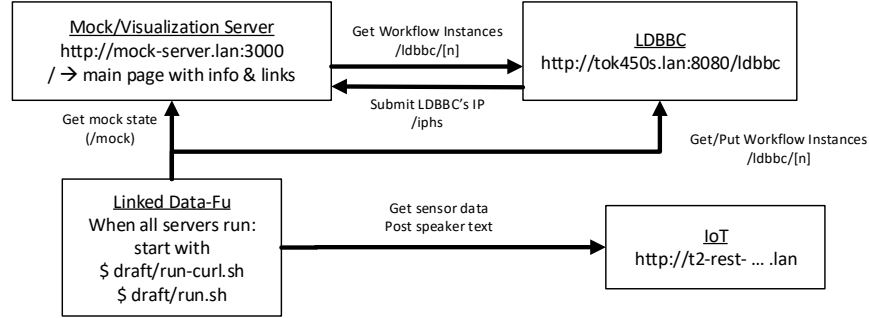 Mock/Visualization Server
http://mock-server.lan:3000
/ → main page with info & links
Get Workflow Instances
/ldbbc/[n]
LDBBC
http://tok450s.lan:8080/ldbbc
Submit LDBBC's IP
/iphs
Get mock state
(/mock)
Get/Put Workflow Instances
/ldbbc/[n]
Linked Data-Fu
When all servers run:
start with
$ draft/run-curl.sh
$ draft/run.sh
Get sensor data
Post speaker text
IoT
http://t2-rest- ... .lan